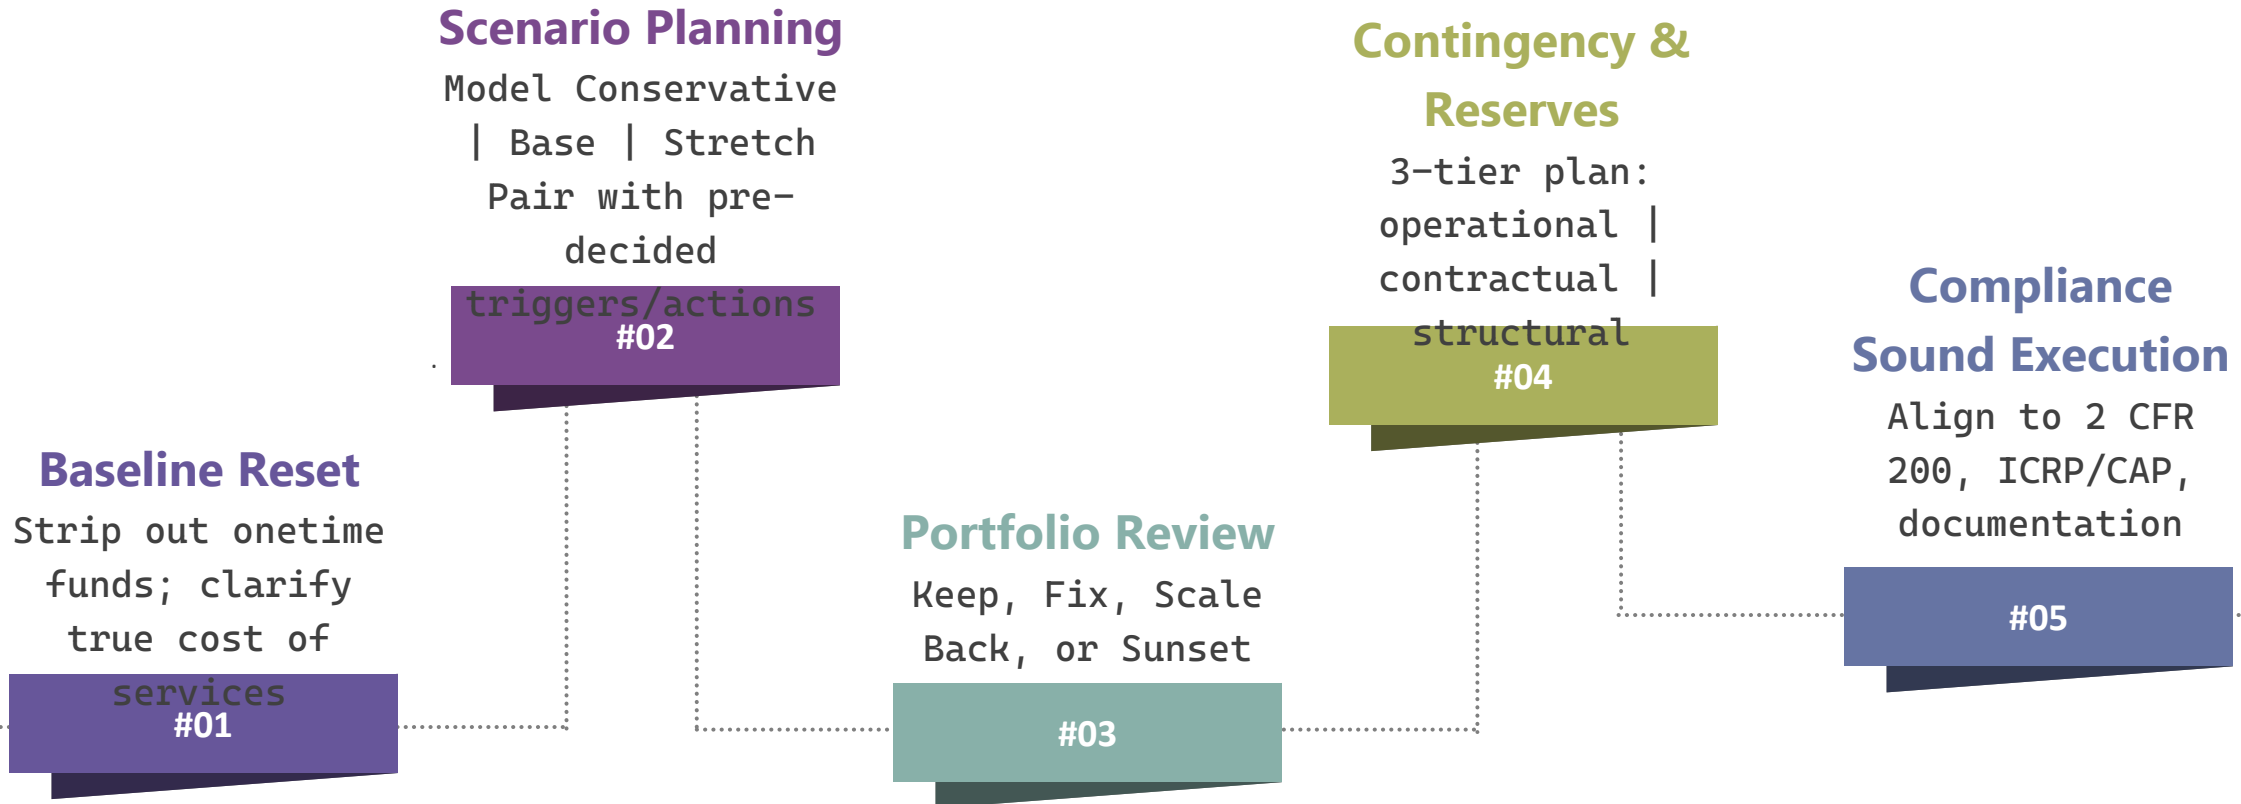 Baseline Reset
Strip out onetime
funds; clarify
true cost of
services
#01
Scenario Planning
Model Conservative
| Base | Stretch
Pair with pre-
decided
triggers/actions
#02
.
Portfolio Review
Keep, Fix, Scale
Back, or Sunset
#03
Contingency &
Reserves
3-tier plan:
operational |
contractual |
structural
#04
Compliance
Sound Execution
Align to 2 CFR
200, ICRP/CAP,
documentation
#05